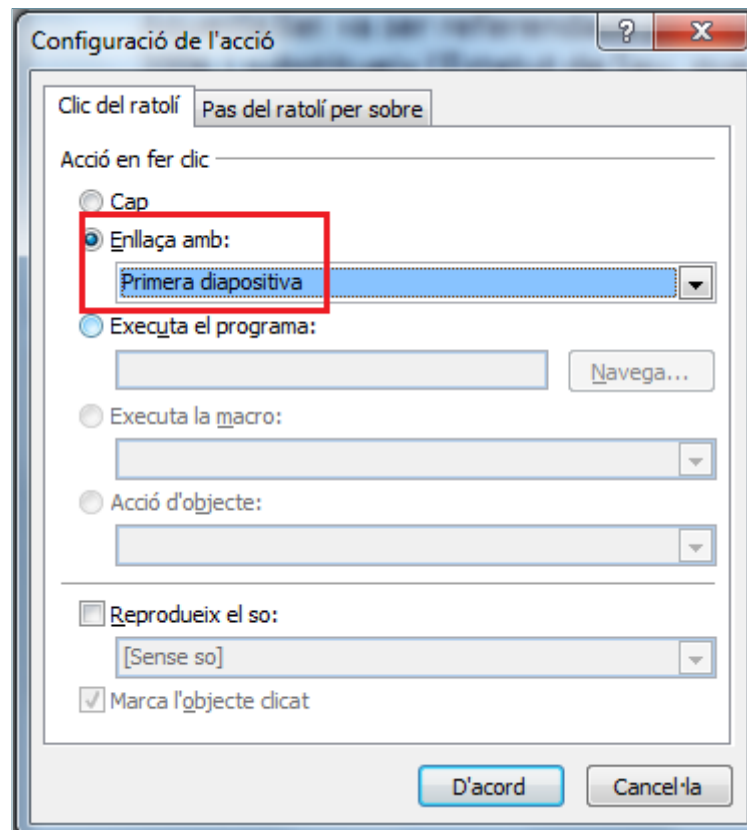 Configuració de l'acció
Clic del ratolí Pas del ratolí per sobre
Acció en fer clic
Cap
Enllaça amb:
Primera diapositiva
Executa el programa:
Navega...
Executa la macro:
Acció d'objecte:
Reprodueix el so:
[Sense so]
Marca l'objecte clicat
D'acord Cancel·la